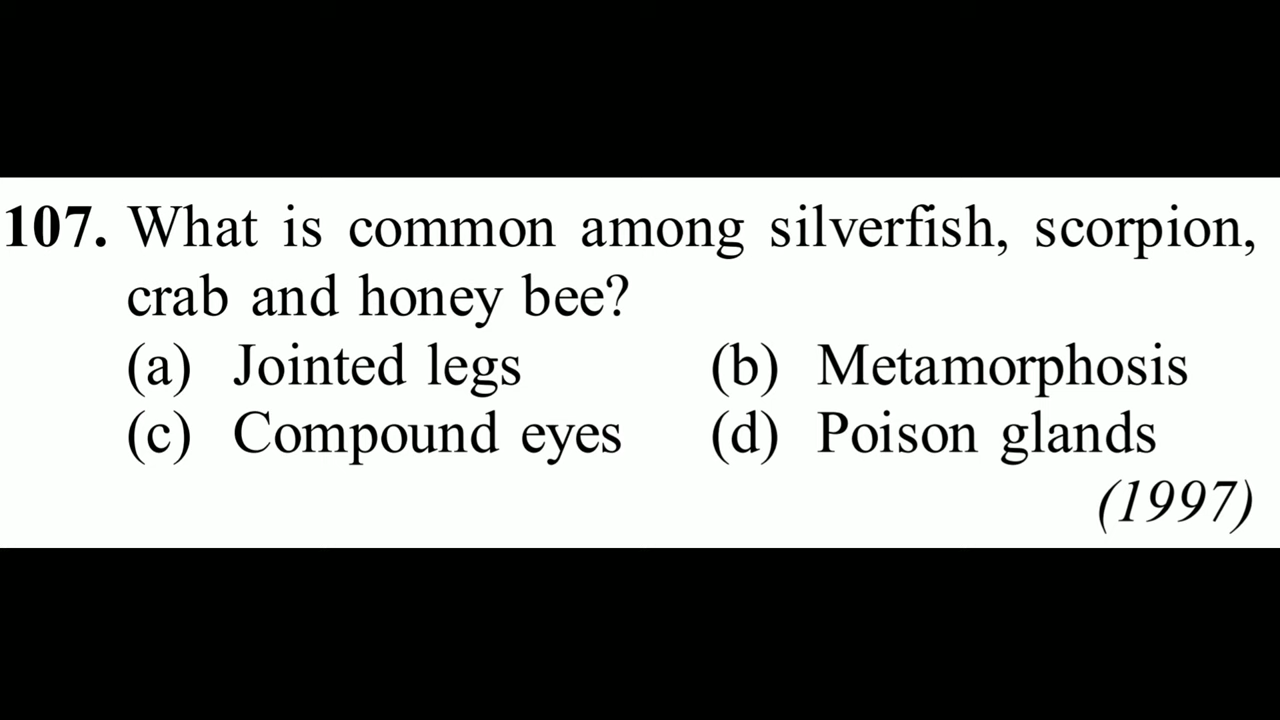 107. What is common among silverfish, scorpion,
crab and honey bee?
(a) Jointed legs (b) Metamorphosis
(c) Compound eyes (d) Poison glands
(1997)